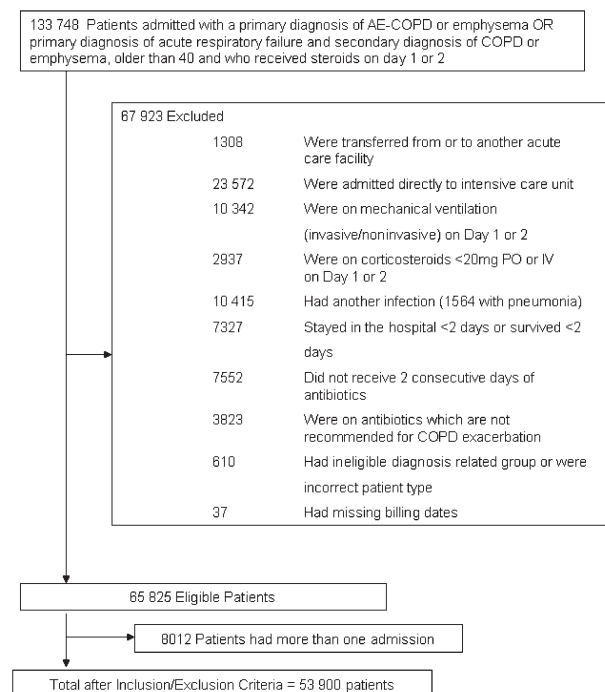 133 748 Patients admitted with a primary diagnosis of AE-COPD or emphysema OR
primary diagnosis of acute respiratory failure and secondary diagnosis of COPD or
emphysema, older than 40 and who received steroids on day 1 or 2
67 923 Excluded
1308 Were transferred from or to another acute
care facility
23 572 Were admitted directly to intensive care unit
10 342 Were on mechanical ventilation
(invasive/noninvasive) on Day 1 or 2
2937 Were on corticosteroids <20mg PO or IV
on Day 1 or 2
10 415 Had another infection (1564 with pneumonia)
7327 Stayed in the hospital <2 days or survived <2
days
7552 Did not receive 2 consecutive days of
antibiotics
3823 Were on antibiotics which are not
recommended for COPD exacerbation
610 Had ineligible diagnosis related group or were
incorrect patient type
37 Had missing billing dates
65 825 Eligible Patients
8012 Patients had more than one admission
Total after Inclusion/Exclusion Criteria = 53 900 patients